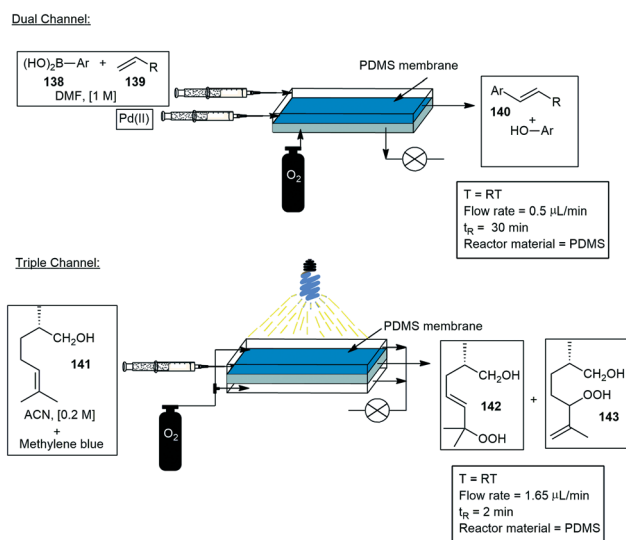 Dual Channel:
(HO)2B—Ar + R
138 139
DMF, [1 M]
Pd(II)
PDMS membrane
O2
Ar R
140
+
HO—Ar
T = RT
Flow rate = 0.5 μL/min
tR = 30 min
Reactor material = PDMS
Triple Channel:
CH2OH
141
ACN, [0.2 M]
+
Methylene blue
PDMS membrane
O2
CH2OH
142
OOH
+
CH2OH
OOH
143
T = RT
Flow rate = 1.65 μL/min
tR = 2 min
Reactor material = PDMS